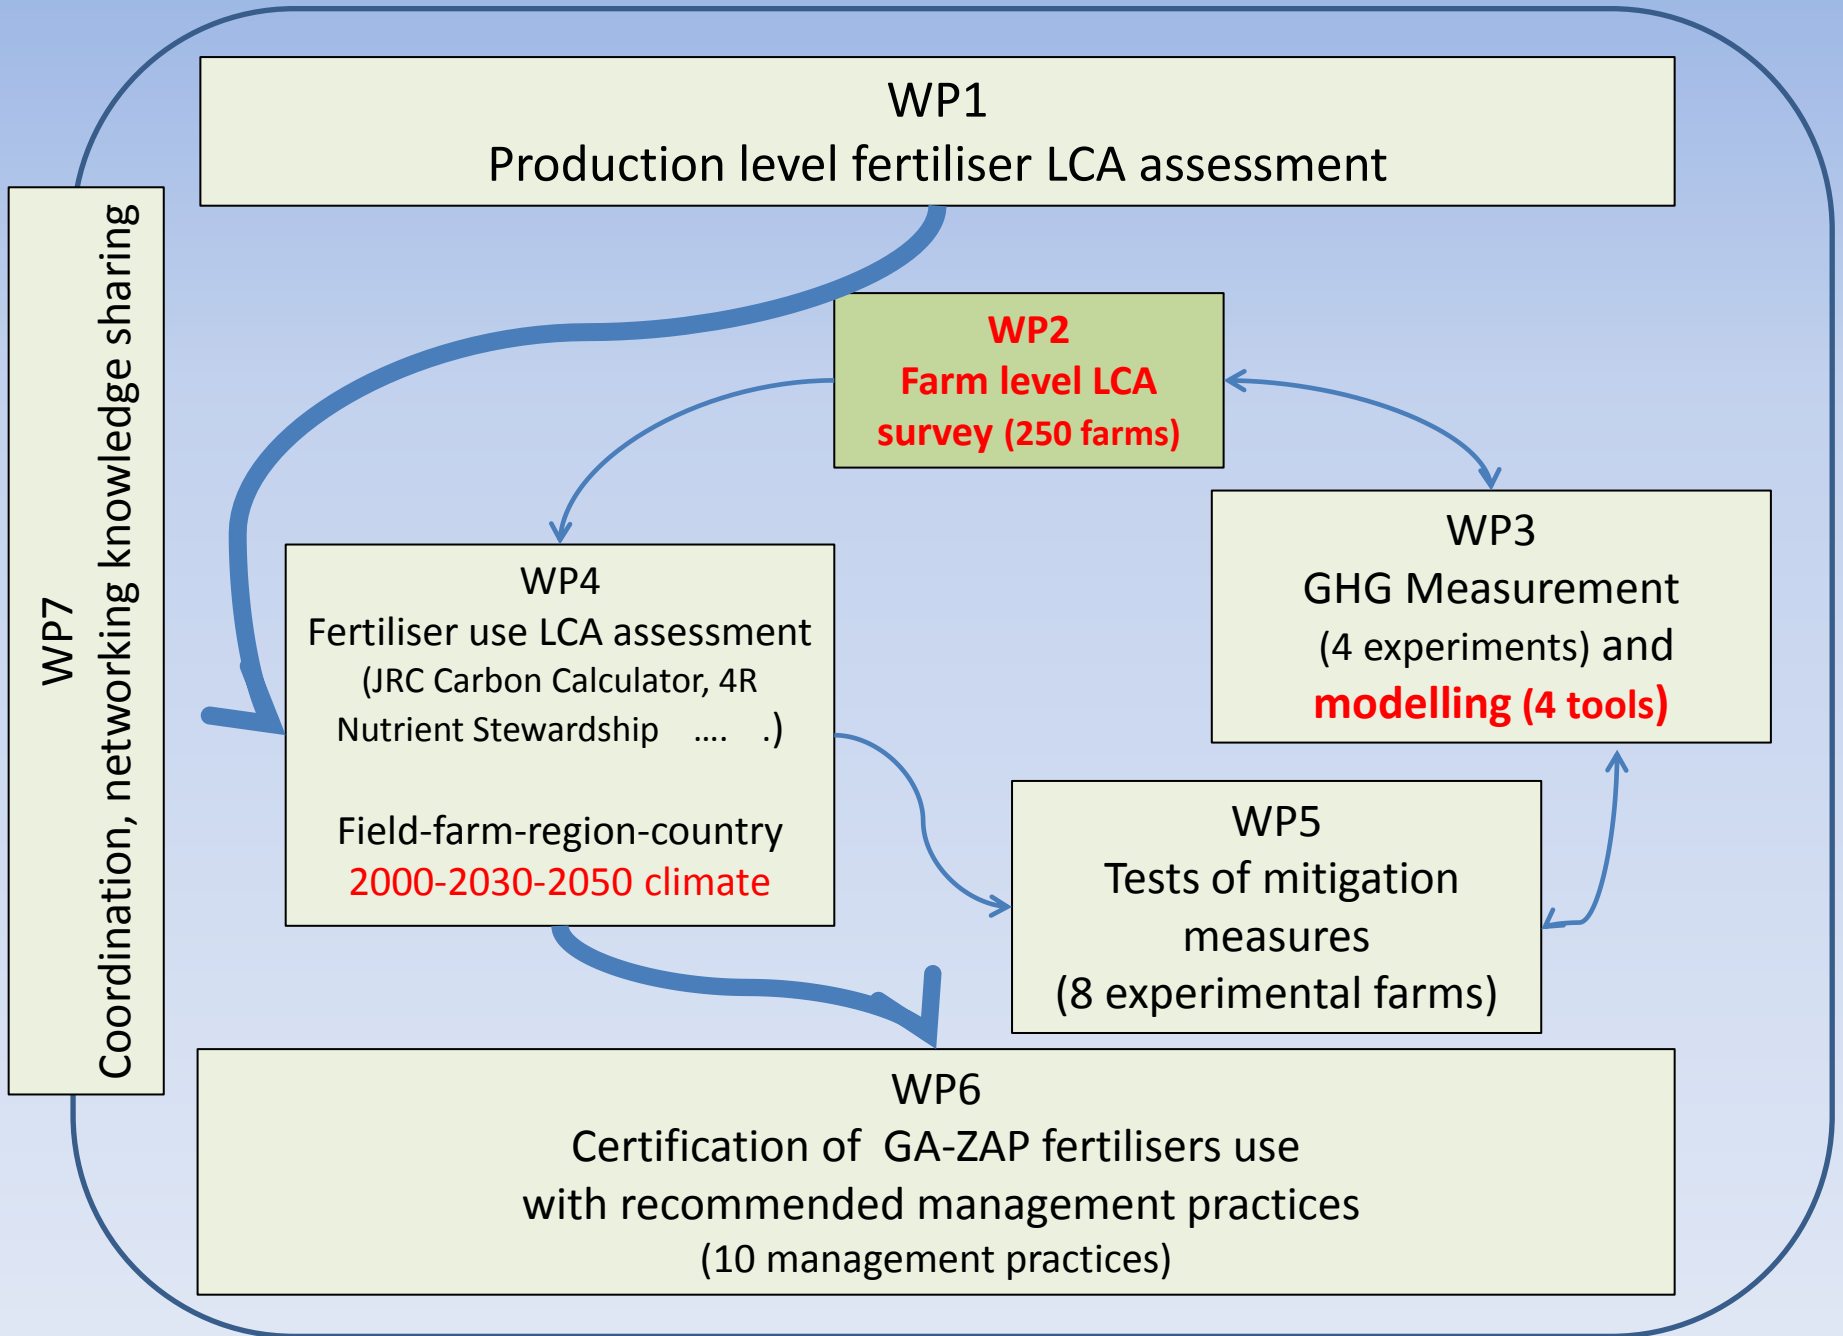 WP1
Production level fertiliser LCA assessment
WP7
Coordination, networking knowledge sharing
WP2
Farm level LCA
survey (250 farms)
WP3
GHG Measurement
(4 experiments) and
modelling (4 tools)
WP4
Fertiliser use LCA assessment
(JRC Carbon Calculator, 4R
Nutrient Stewardship .... .)
Field-farm-region-country
2000-2030-2050 climate
WP5
Tests of mitigation
measures
(8 experimental farms)
WP6
Certification of GA-ZAP fertilisers use
with recommended management practices
(10 management practices)